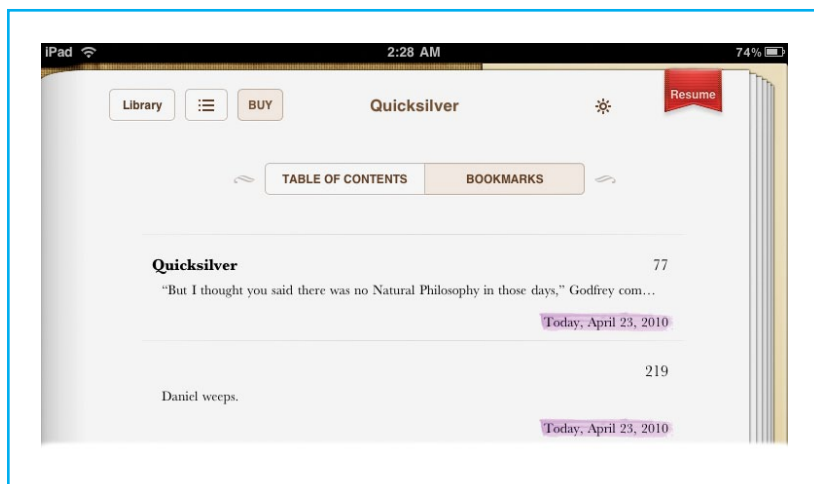 iPad 2:28 AM 74%
Library BUY Quicksilver Resume
TABLE OF CONTENTS BOOKMARKS
Quicksilver 77
“But I thought you said there was no Natural Philosophy in those days,” Godfrey com…
Today, April 23, 2010
219
Daniel weeps.
Today, April 23, 2010